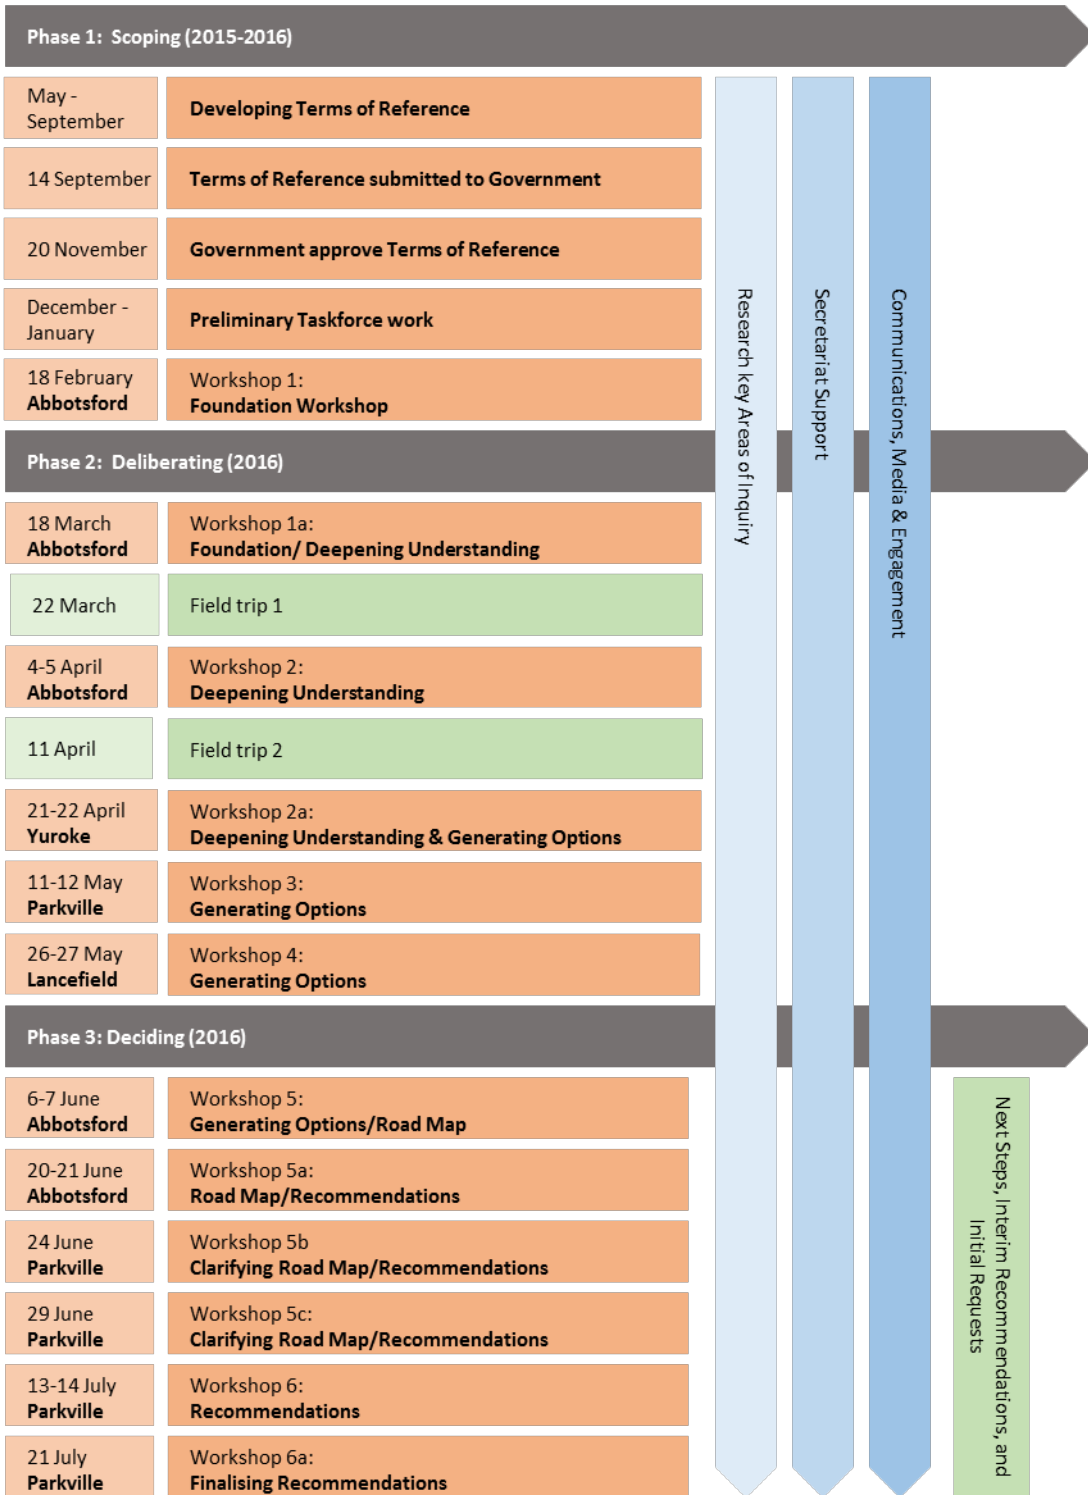 Phase 1:  Scoping (2015-2016)
May -
September
Developing Terms of Reference
14 September
Terms of Reference submitted to Government
20 November
Government approve Terms of Reference
December -
January
Preliminary Taskforce work
18 February
Abbotsford
Workshop 1:
Foundation Workshop
Phase 2:  Deliberating (2016)
18 March
Abbotsford
Workshop 1a:
Foundation/ Deepening Understanding
22 March
Field trip 1
4-5 April
Abbotsford
Workshop 2:
Deepening Understanding
11 April
Field trip 2
21-22 April
Yuroke
Workshop 2a:
Deepening Understanding & Generating Options
11-12 May
Parkville
Workshop 3:
Generating Options
26-27 May
Lancefield
Workshop 4:
Generating Options
Phase 3: Deciding (2016)
6-7 June
Abbotsford
Workshop 5:
Generating Options/Road Map
20-21 June
Abbotsford
Workshop 5a:
Road Map/Recommendations
24 June
Parkville
Workshop 5b
Clarifying Road Map/Recommendations
29 June
Parkville
Workshop 5c:
Clarifying Road Map/Recommendations
13-14 July
Parkville
Workshop 6:
Recommendations
21 July
Parkville
Workshop 6a:
Finalising Recommendations
Research key Areas of Inquiry
Secretariat Support
Communications, Media & Engagement
Next Steps, Interim Recommendations, and
Initial Requests